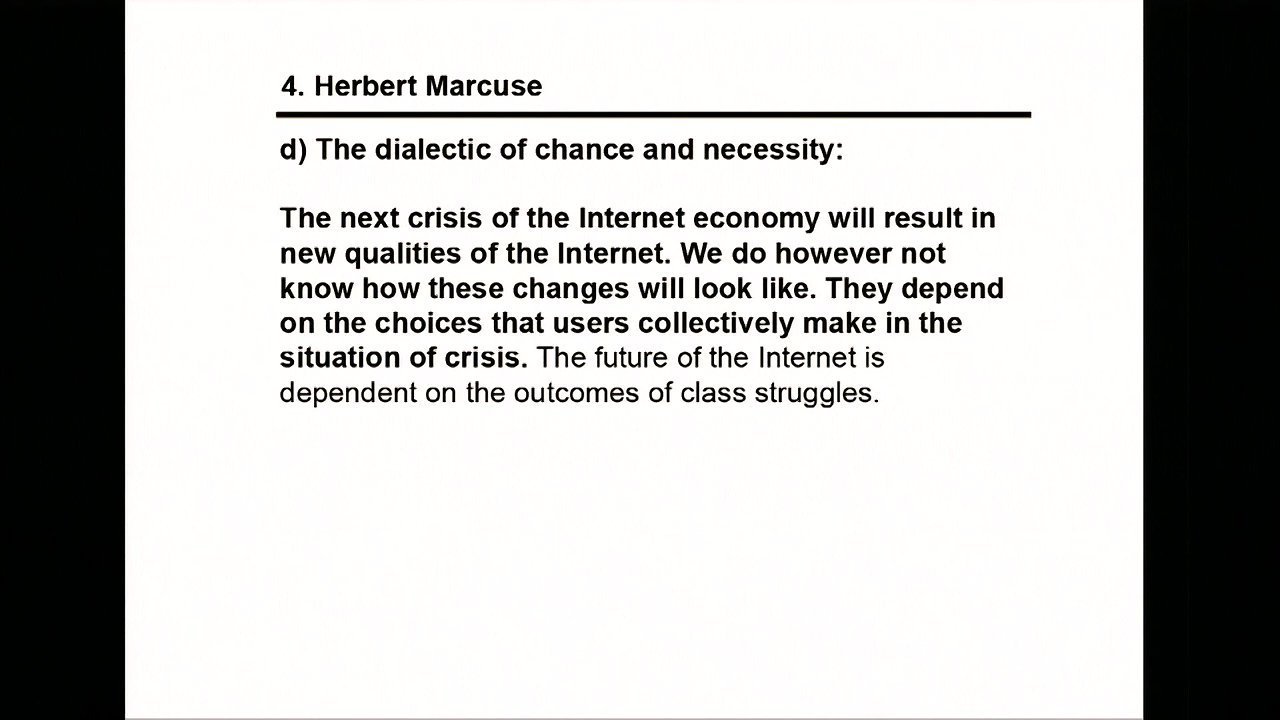 4. Herbert Marcuse
d) The dialectic of chance and necessity:
The next crisis of the Internet economy will result in
new qualities of the Internet. We do however not
know how these changes will look like. They depend
on the choices that users collectively make in the
situation of crisis. The future of the Internet is
dependent on the outcomes of class struggles.